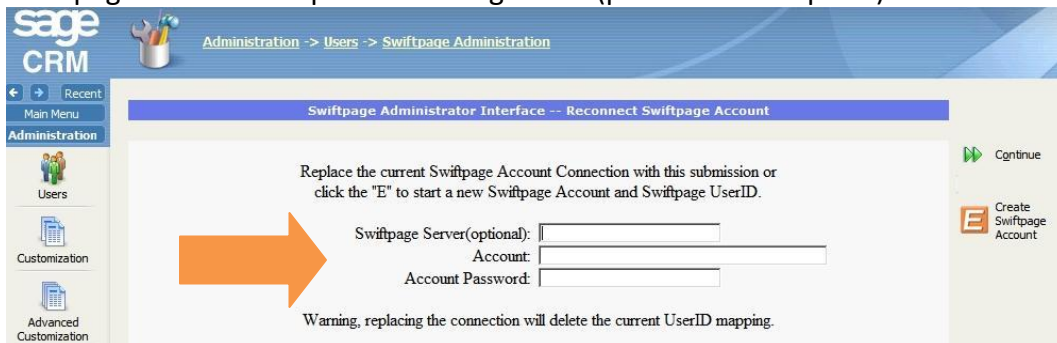 sage
CRM
Administration -> Users -> Swiftpage Administration
Recent
Main Menu
Administration
Users
Customization
Advanced
Customization
Swiftpage Administrator Interface -- Reconnect Swiftpage Account
Replace the current Swiftpage Account Connection with this submission or
click the "E" to start a new Swiftpage Account and Swiftpage UserID.
Swiftpage Server(optional):
Account:
Account Password:
Warning, replacing the connection will delete the current UserID mapping.
Continue
E
Create
Swiftpage
Account